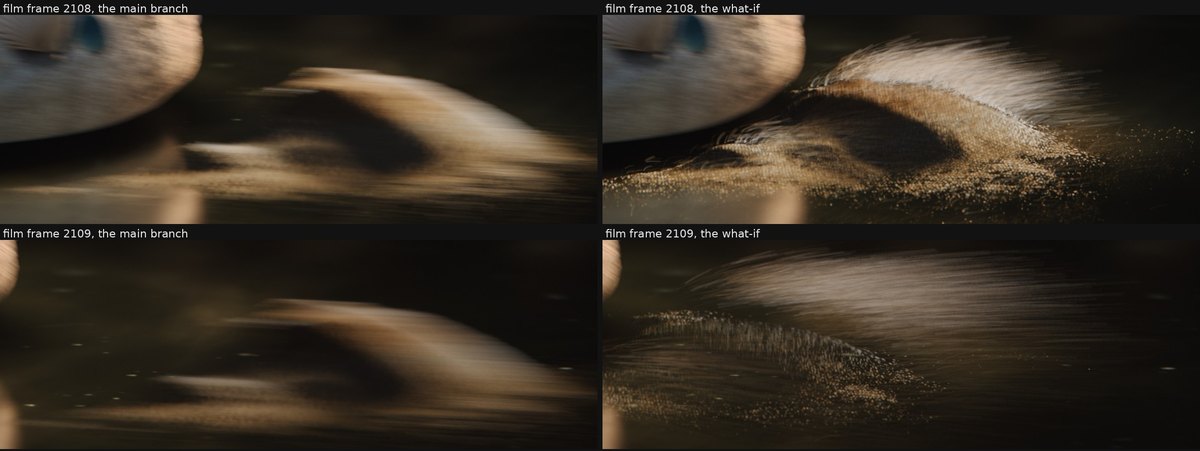 film frame 2108, the main branch
film frame 2108, the what-if
film frame 2109, the main branch
film frame 2109, the what-if